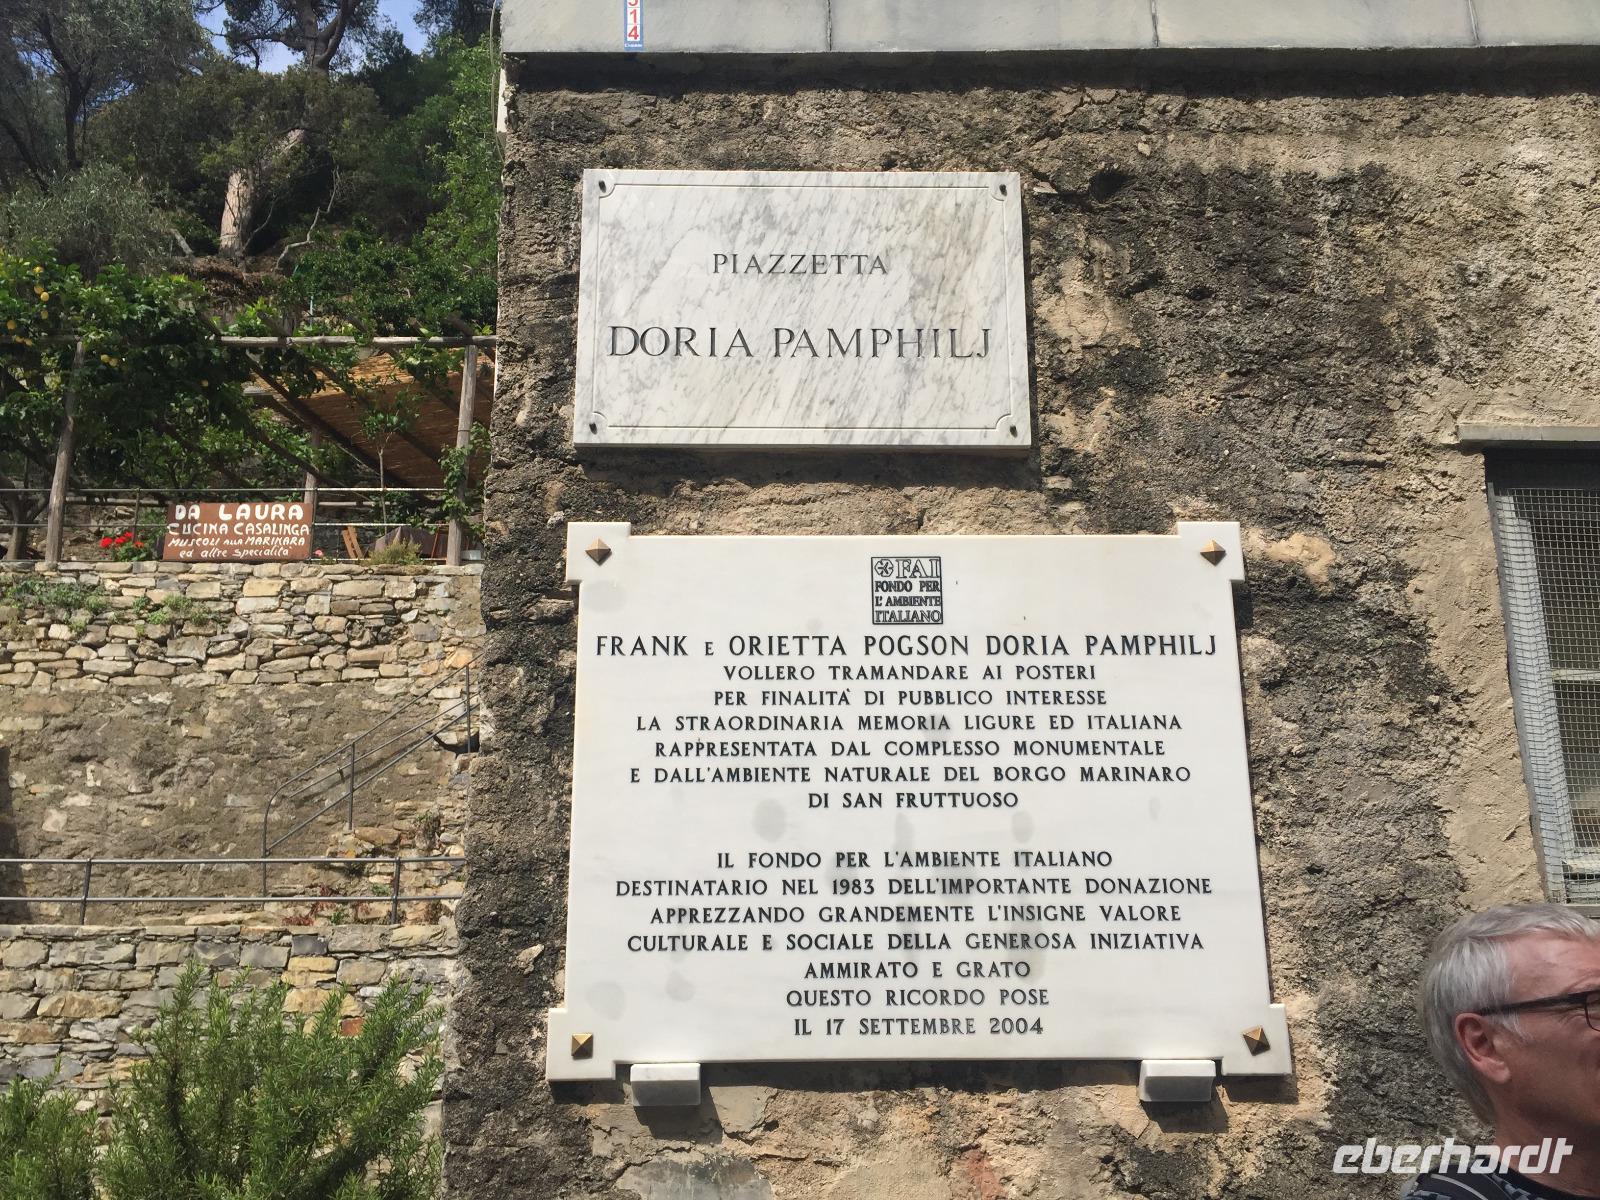 514
PIAZZETTA
DORIA PAMPHILJ
DA LAURA
CUCINA CASALINGA
MUSCOLI ALLA MARINARA
ed altre specialita'
FAI
FONDO PER
L'AMBIENTE
ITALIANO
FRANK E ORIETTA POGSON DORIA PAMPHILJ
VOLLERO TRAMANDARE AI POSTERI
PER FINALITA' DI PUBBLICO INTERESSE
LA STRAORDINARIA MEMORIA LIGURE ED ITALIANA
RAPPRESENTATA DAL COMPLESSO MONUMENTALE
E DALL'AMBIENTE NATURALE DEL BORGO MARINARO
DI SAN FRUTTUOSO
IL FONDO PER L'AMBIENTE ITALIANO
DESTINATARIO NEL 1983 DELL'IMPORTANTE DONAZIONE
APPREZZANDO GRANDEMENTE L'INSIGNE VALORE
CULTURALE E SOCIALE DELLA GENEROSA INIZIATIVA
AMMIRATO E GRATO
QUESTO RICORDO POSE
IL 17 SETTEMBRE 2004
eberhardt